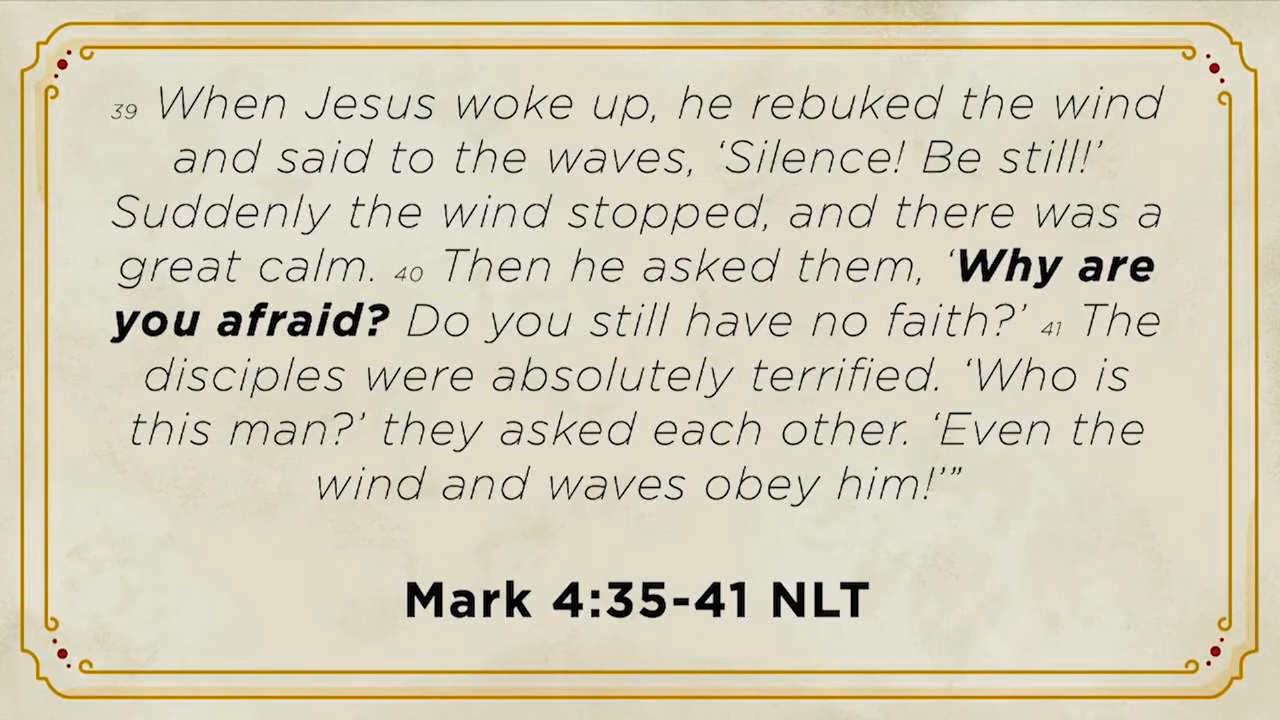 39 When Jesus woke up, he rebuked the wind
and said to the waves, ‘Silence! Be still!’
Suddenly the wind stopped, and there was a
great calm. 40 Then he asked them, ‘Why are
you afraid? Do you still have no faith?’ 41 The
disciples were absolutely terrified. ‘Who is
this man?’ they asked each other. ‘Even the
wind and waves obey him!’”
Mark 4:35-41 NLT